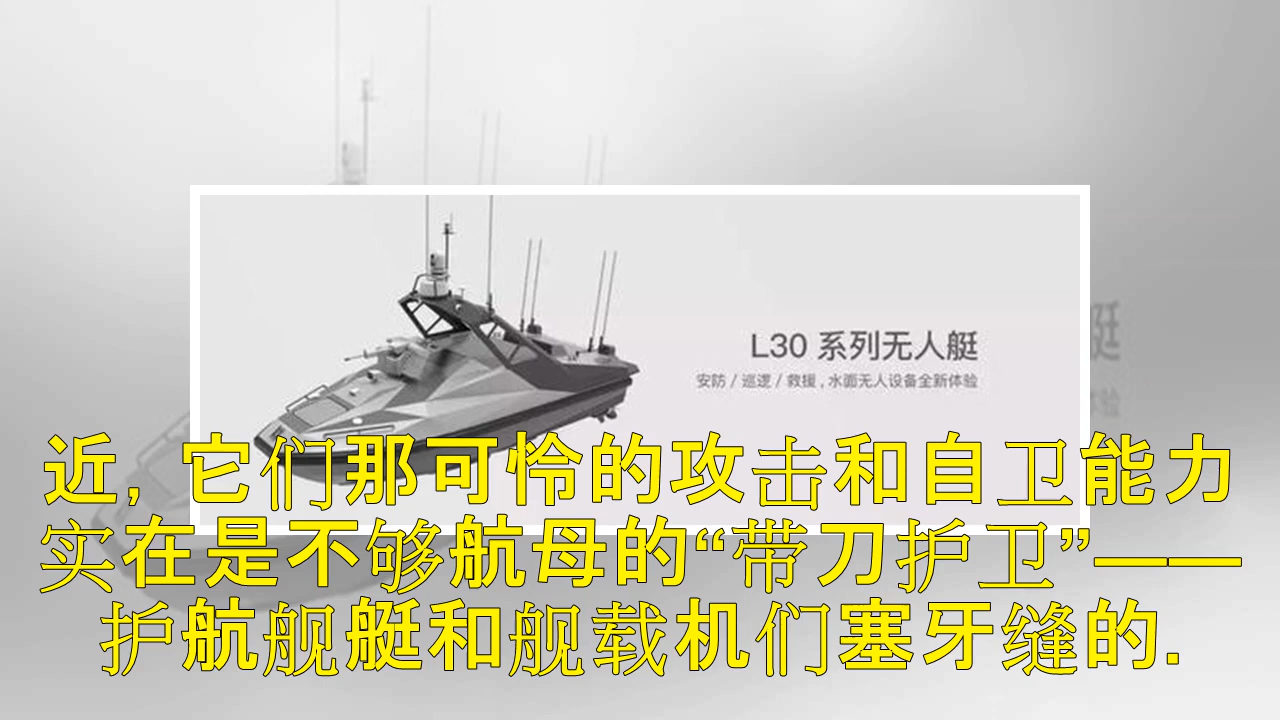 L30 系列无人艇
安防 / 巡逻 / 救援 , 水面无人设备全新体验
艇
体验
近, 它们那可怜的攻击和自卫能力
实在是不够航母的“带刀护卫”——
护航舰艇和舰载机们塞牙缝的.